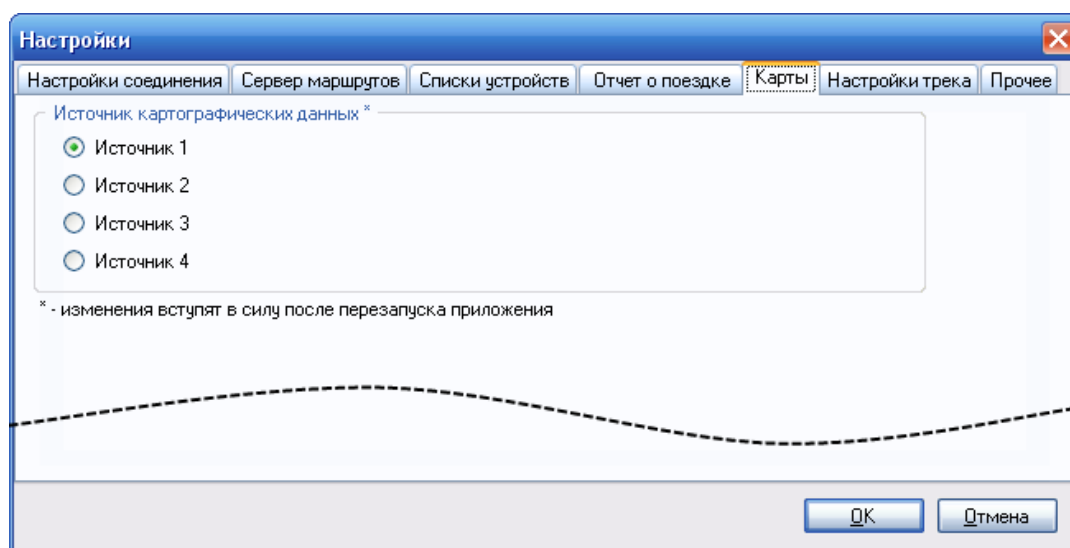 Настройки
Настройки соединения Сервер маршрутов Списки устройств Отчет о поездке Карты Настройки трека Прочее
Источник картографических данных *
Источник 1
Источник 2
Источник 3
Источник 4
* - изменения вступят в силу после перезапуска приложения
OK Отмена